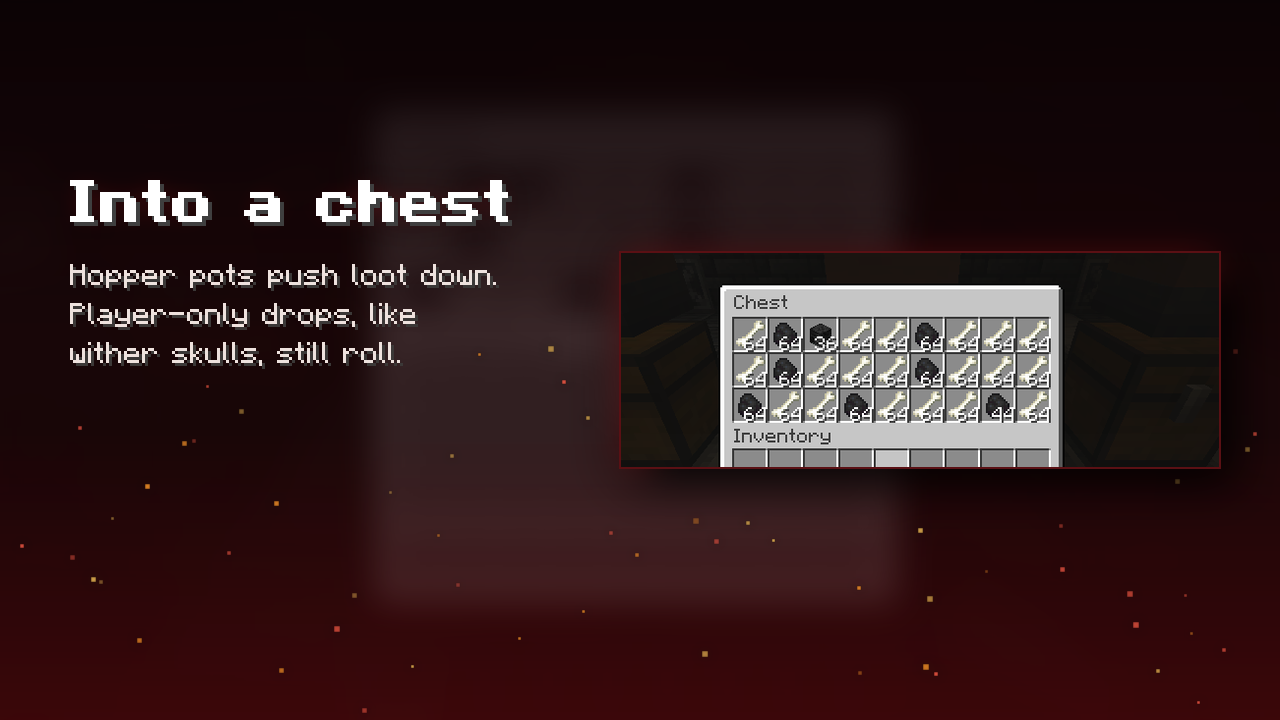 Into a chest
Hopper pots push loot down.
Player-only drops, like
wither skulls, still roll.
Chest
64 64 36 64 64 64 64 64 64
64 64 64 64 64 64 64 64 64
64 64 64 64 64 64 64 44 64
Inventory